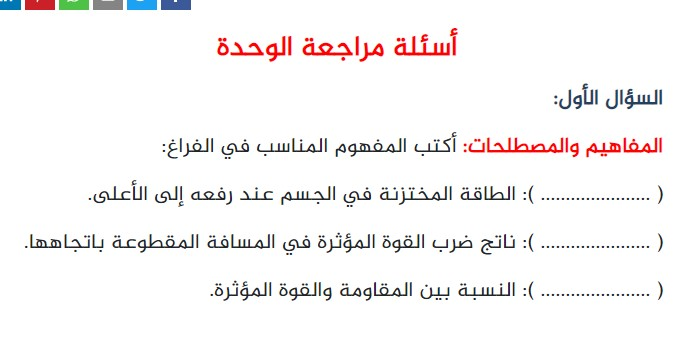 أسئلة مراجعة الوحدة
السؤال الأول:
المفاهيم والمصطلحات: أكتب المفهوم المناسب في الفراغ:
( ...................... ): الطاقة المختزنة في الجسم عند رفعه إلى الأعلى.
( ...................... ): ناتج ضرب القوة المؤثرة في المسافة المقطوعة باتجاهها.
( ...................... ): النسبة بين المقاومة والقوة المؤثرة.